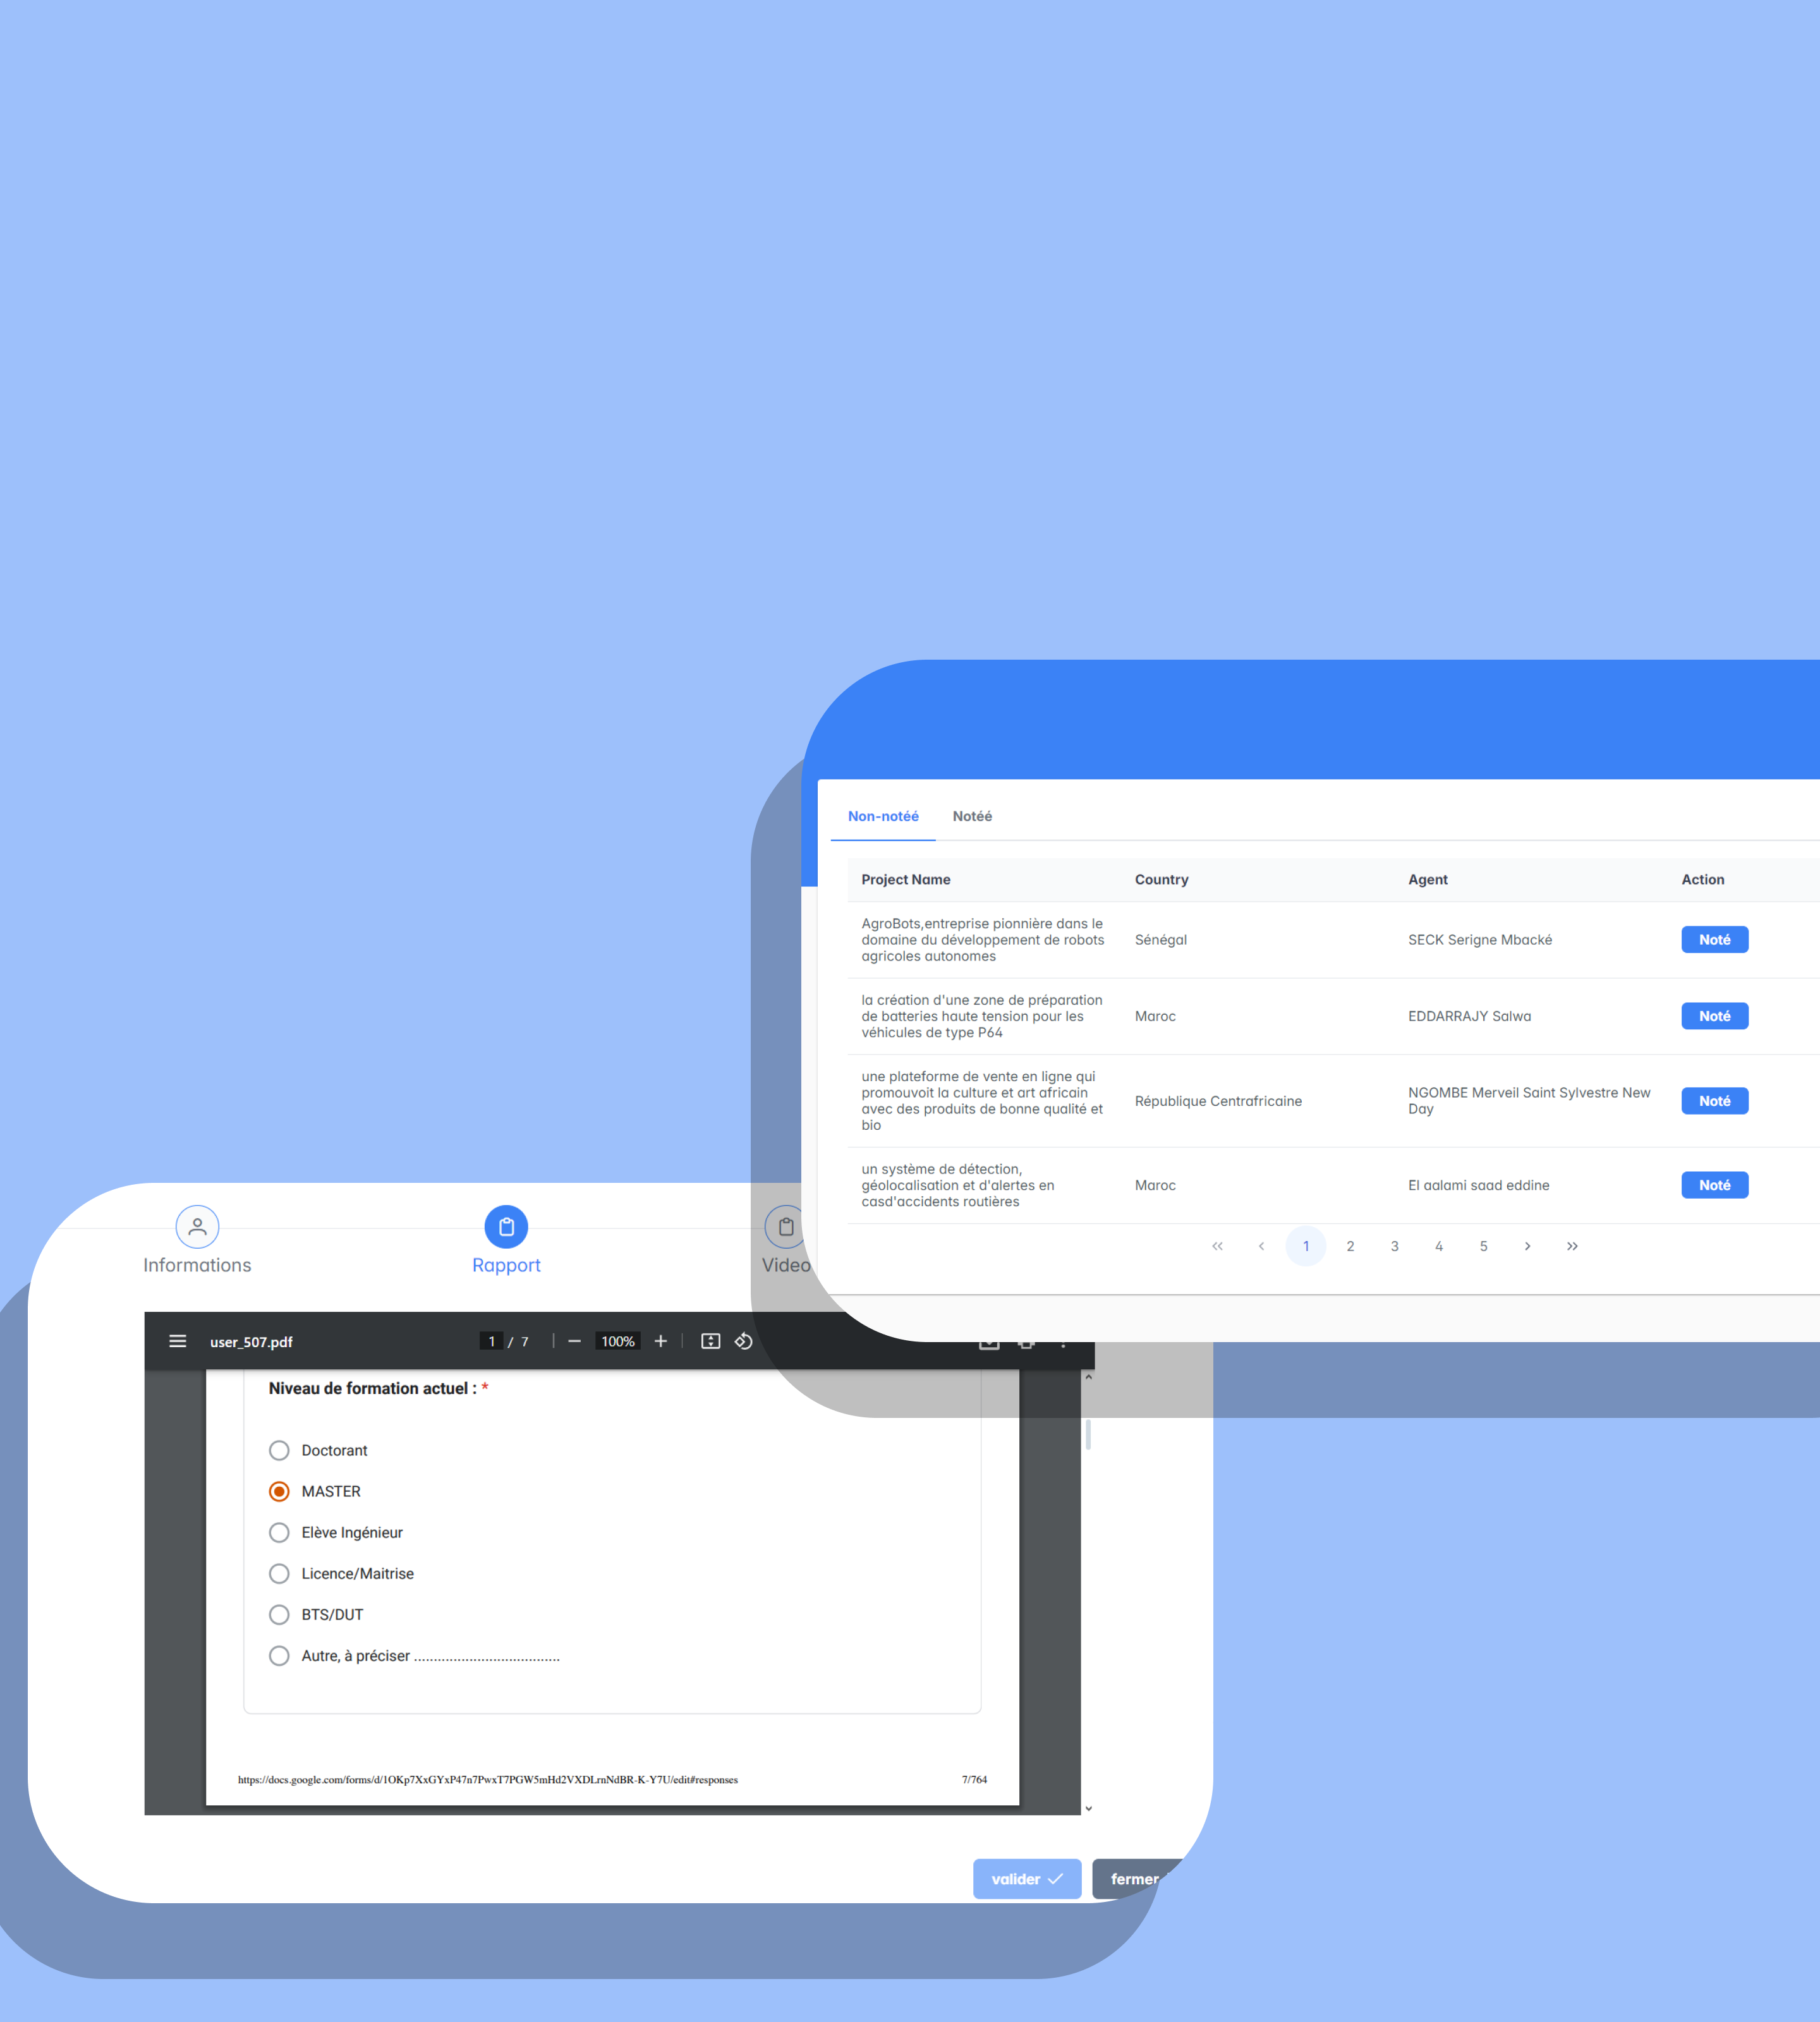 Non-notéé Notéé
Project Name Country Agent Action
AgroBots,entreprise pionnière dans le
domaine du développement de robots
agricoles autonomes
Sénégal
SECK Serigne Mbacké
Noté
la création d'une zone de préparation
de batteries haute tension pour les
véhicules de type P64
Maroc
EDDARRAJY Salwa
Noté
une plateforme de vente en ligne qui
promouvoit la culture et art africain
avec des produits de bonne qualité et
bio
République Centrafricaine
NGOMBE Merveil Saint Sylvestre New
Day
Noté
un système de détection,
géolocalisation et d'alertes en
casd'accidents routières
Maroc
El aalami saad eddine
Noté
1 2 3 4 5
Informations Rapport Video
user_507.pdf 1 / 7 100%
Niveau de formation actuel : *
Doctorant
MASTER
Elève Ingénieur
Licence/Maitrise
BTS/DUT
Autre, à préciser .....................................
https://docs.google.com/forms/d/1OKp7XxGYxP47n7PwxT7PGW5mHd2VXDLrnNdBR-K-Y7U/edit#responses 7/764
valider fermer